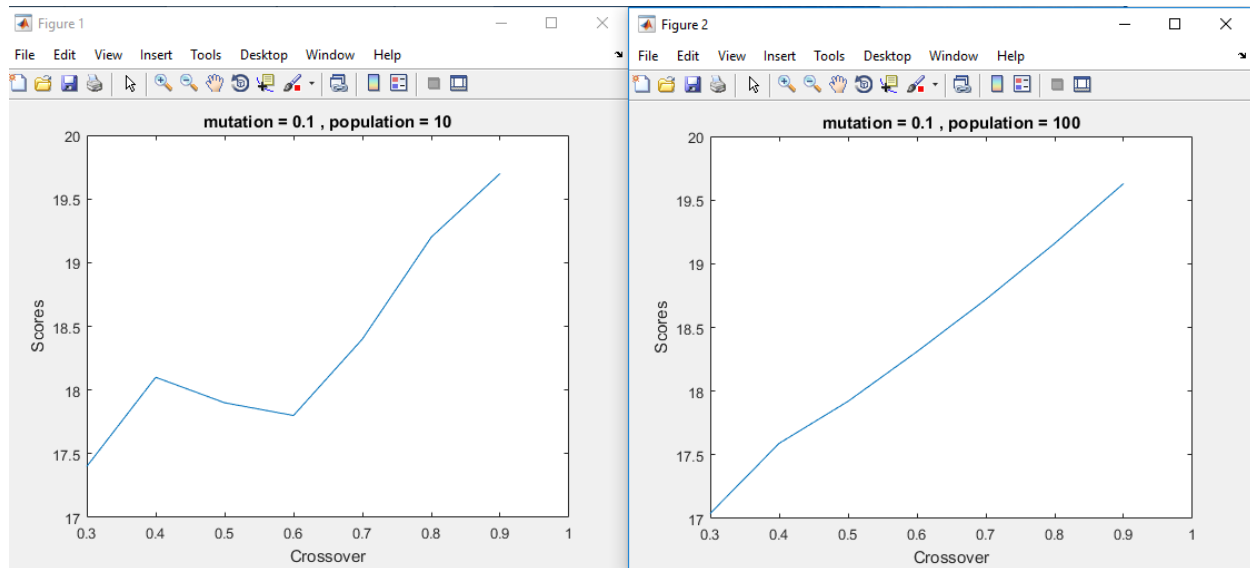 Figure 1
File Edit View Insert Tools Desktop Window Help
mutation = 0.1 , population = 10
20
19.5
19
18.5
18
17.5
17
Scores
0.3 0.4 0.5 0.6 0.7 0.8 0.9 1
Crossover
Figure 2
File Edit View Insert Tools Desktop Window Help
mutation = 0.1 , population = 100
20
19.5
19
18.5
18
17.5
17
Scores
0.3 0.4 0.5 0.6 0.7 0.8 0.9 1
Crossover